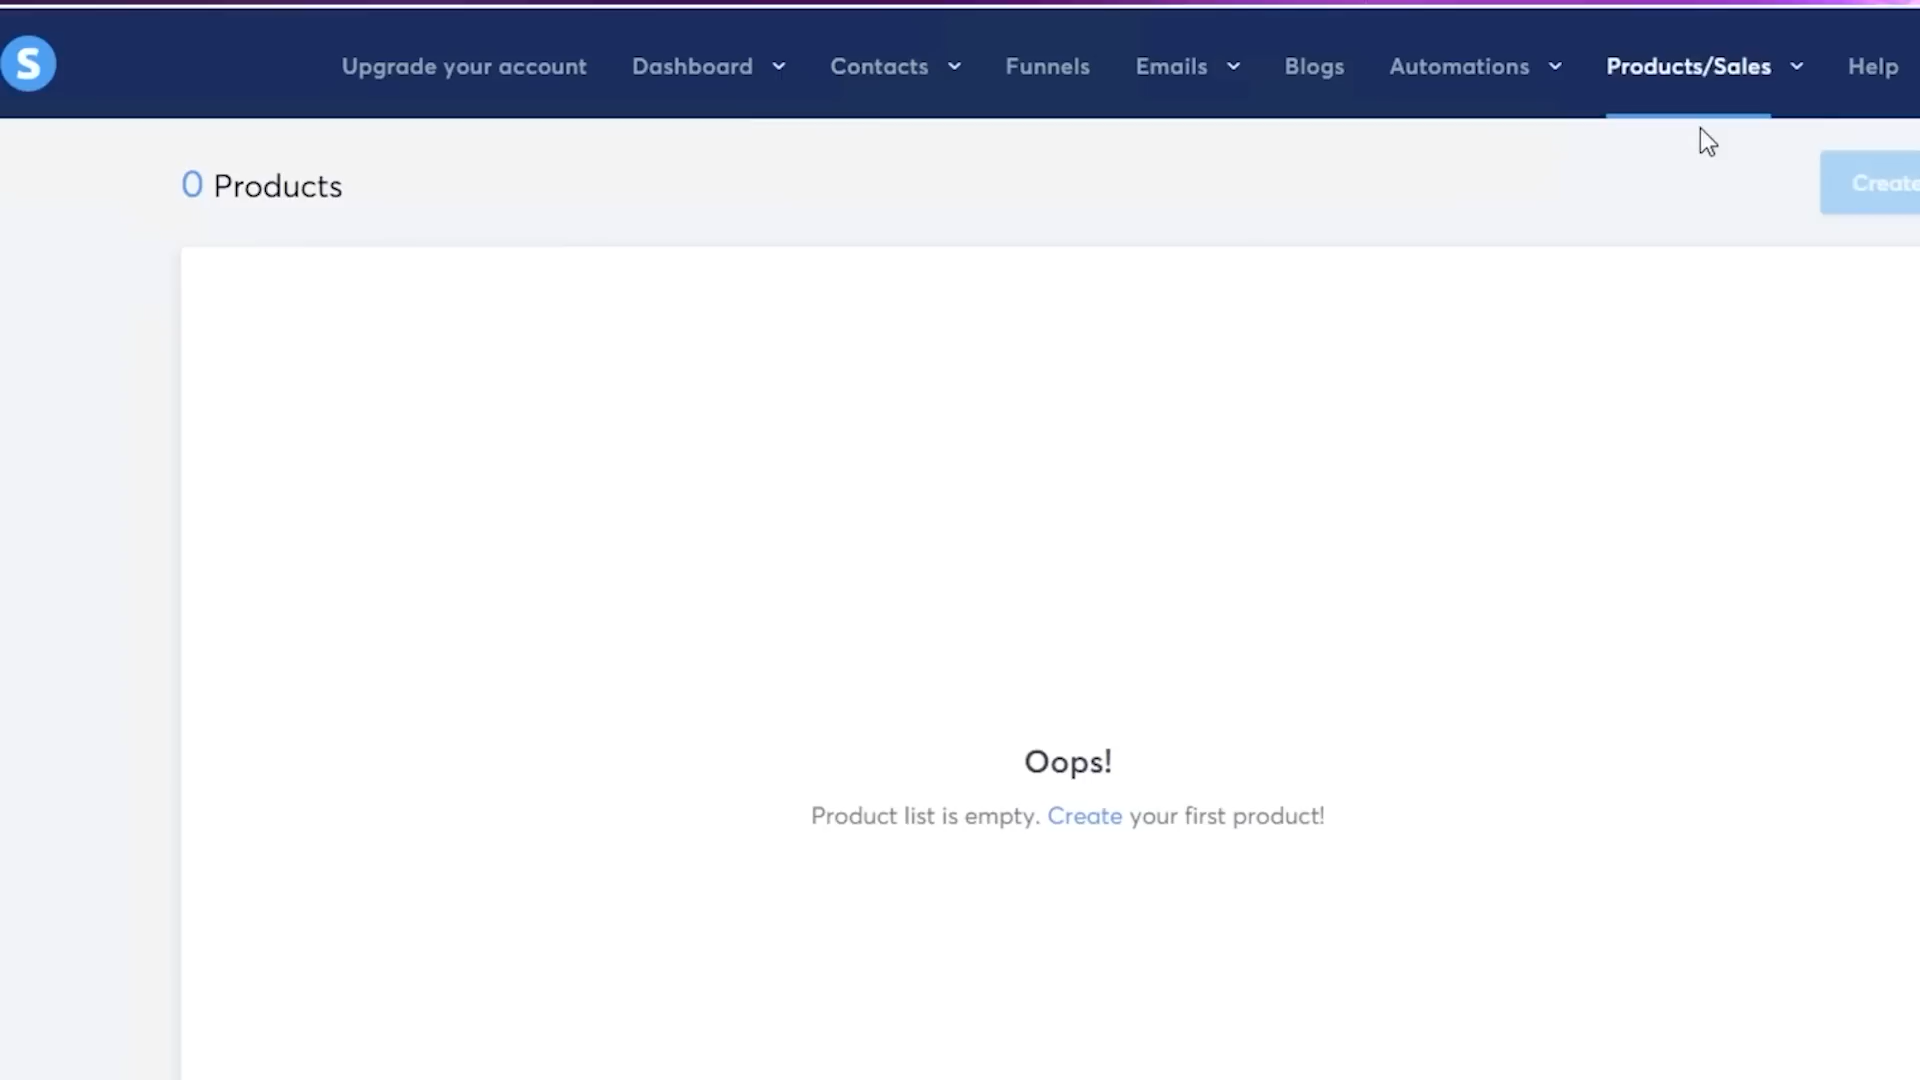 S
Upgrade your account Dashboard Contacts Funnels Emails Blogs Automations Products/Sales Help
0 Products
Create
Oops!
Product list is empty. Create your first product!